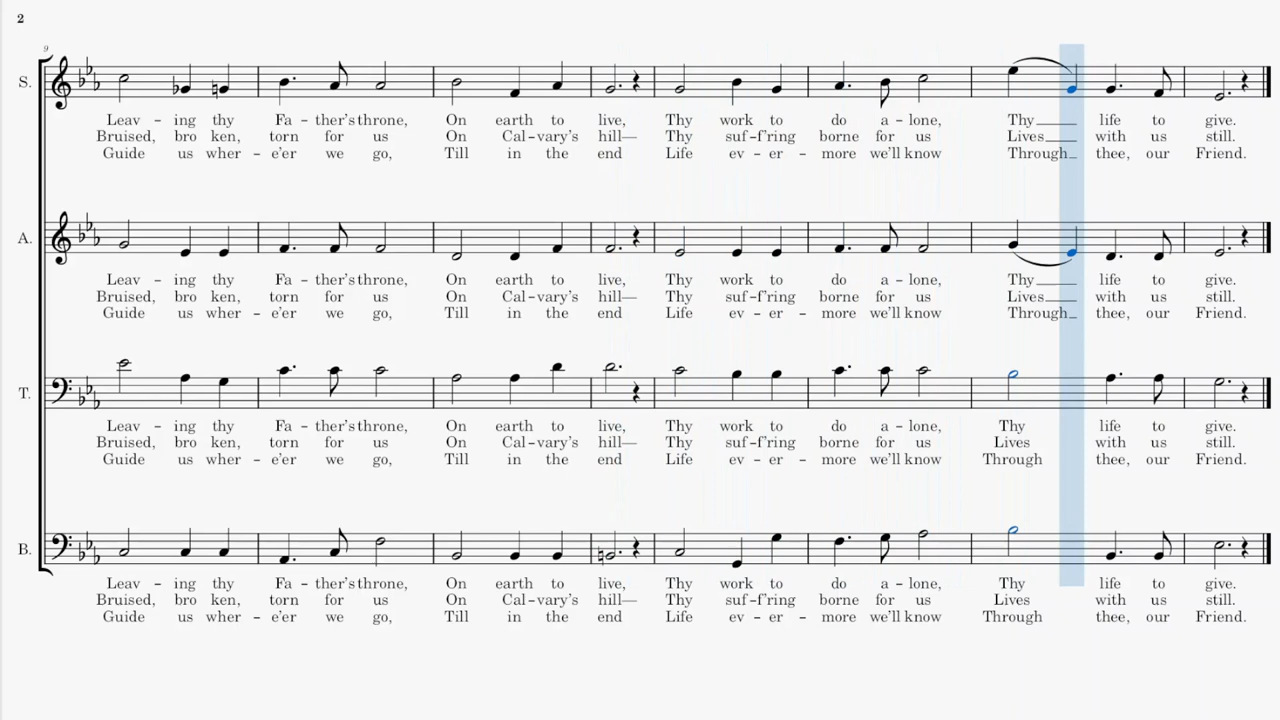 2
9
S.
Leav - ing thy Fa - ther's throne, On earth to live, Thy work to do a - lone, Thy life to give.
Bruised, bro ken, torn for us On Cal - vary's hill— Thy suf - f'ring borne for us Lives with us still.
Guide us wher - e'er we go, Till in the end Life ev - er - more we'll know Through thee, our Friend.
A.
Leav - ing thy Fa - ther's throne, On earth to live, Thy work to do a - lone, Thy life to give.
Bruised, bro ken, torn for us On Cal - vary's hill— Thy suf - f'ring borne for us Lives with us still.
Guide us wher - e'er we go, Till in the end Life ev - er - more we'll know Through thee, our Friend.
T.
Leav - ing thy Fa - ther's throne, On earth to live, Thy work to do a - lone, Thy life to give.
Bruised, bro ken, torn for us On Cal - vary's hill— Thy suf - f'ring borne for us Lives with us still.
Guide us wher - e'er we go, Till in the end Life ev - er - more we'll know Through thee, our Friend.
B.
Leav - ing thy Fa - ther's throne, On earth to live, Thy work to do a - lone, Thy life to give.
Bruised, bro ken, torn for us On Cal - vary's hill— Thy suf - f'ring borne for us Lives with us still.
Guide us wher - e'er we go, Till in the end Life ev - er - more we'll know Through thee, our Friend.